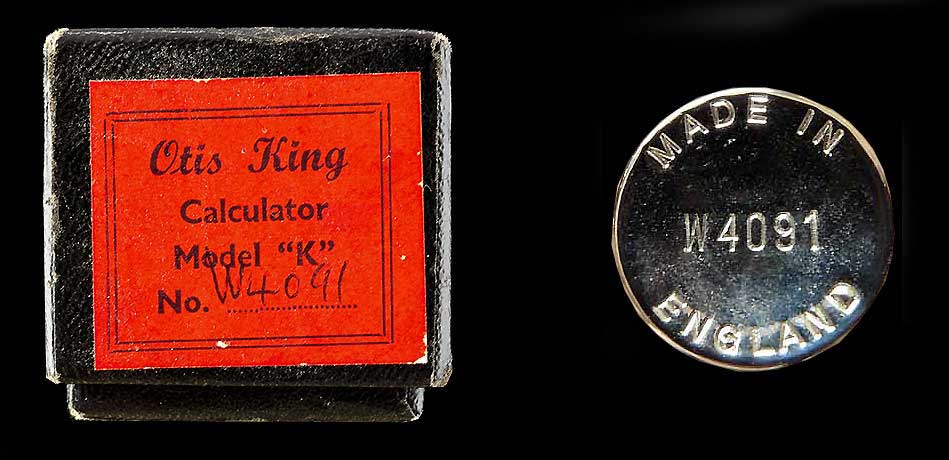 Otis King
Calculator
Model “K”
No. W4091
MADE IN
W4091
ENGLAND